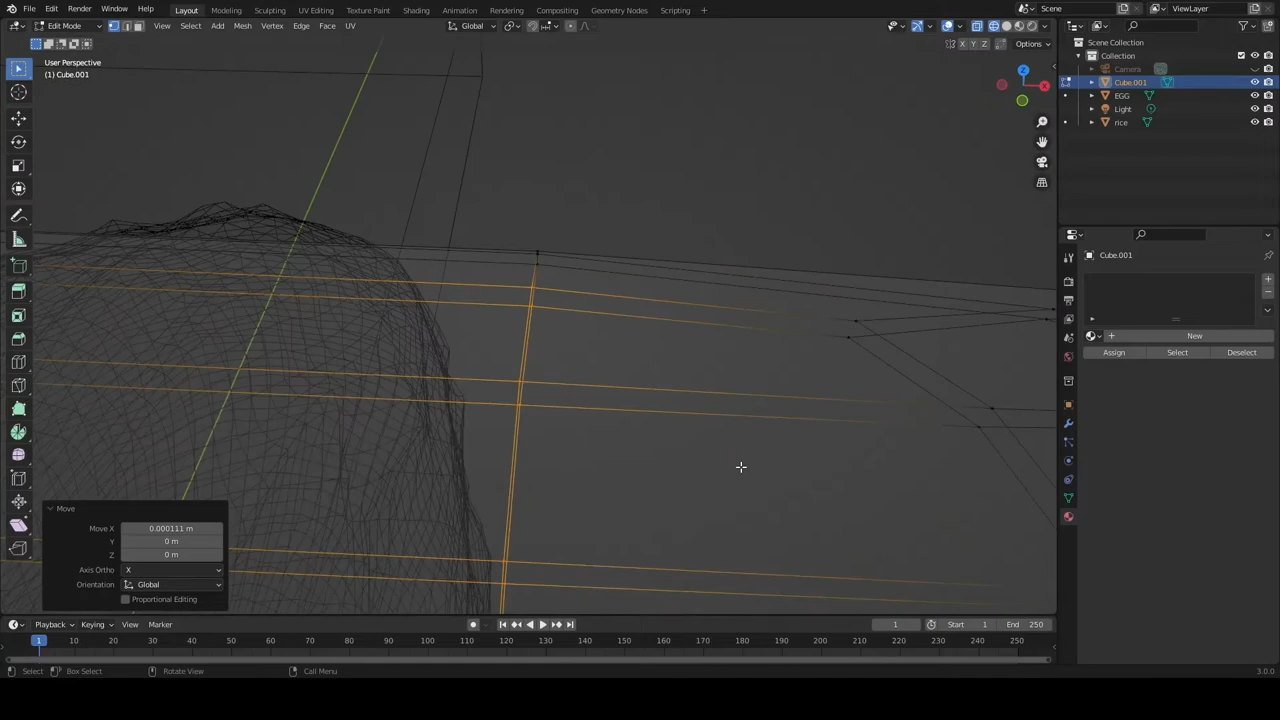 File Edit Render Window Help Layout Modeling Sculpting UV Editing Texture Paint Shading Animation Rendering Compositing Geometry Nodes Scripting + Scene ViewLayer
Edit Mode View Select Add Mesh Vertex Edge Face UV Global
X Y Z Options
User Perspective
(1) Cube.001
Z
X
Scene Collection
Collection
Camera
Cube.001
EGG
Light
rice
Cube.001
New
Assign Select Deselect
Move
Move X 0.000111 m
Y 0 m
Z 0 m
Axis Ortho X
Orientation Global
Proportional Editing
Playback Keying View Marker 1 Start 1 End 250
1 10 20 30 40 50 60 70 80 90 100 110 120 130 140 150 160 170 180 190 200 210 220 230 240 250
Select Box Select Rotate View Call Menu 3.0.0